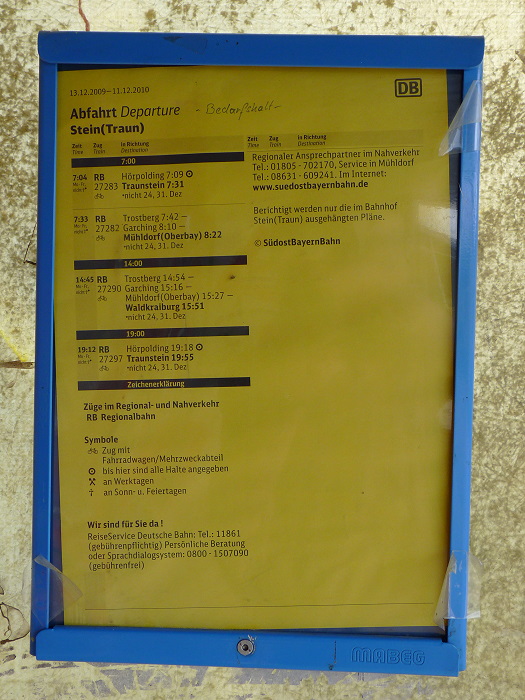 13.12.2009—11.12.2010
DB
Abfahrt Departure - Bedarfshalt -
Stein(Traun)
Zeit Zug in Richtung
Time Train Destination
Zeit Zug in Richtung
Time Train Destination
7:00
7:04 RB Hörpolding 7:09
27283 Traunstein 7:31
nicht 24, 31. Dez
7:33 RB Trostberg 7:42 —
27282 Garching 8:10 —
Mühldorf(Oberbay) 8:22
nicht 24, 31. Dez
14:00
14:45 RB Trostberg 14:54 —
27290 Garching 15:16 —
Mühldorf(Oberbay) 15:27 —
Waldkraiburg 15:51
nicht 24, 31. Dez
19:00
19:12 RB Hörpolding 19:18
27297 Traunstein 19:55
nicht 24, 31. Dez
Zeichenerklärung
Züge im Regional- und Nahverkehr
RB Regionalbahn
Symbole
Zug mit
Fahrradwagen/Mehrzweckabteil
bis hier sind alle Halte angegeben
an Werktagen
† an Sonn- u. Feiertagen
Wir sind für Sie da !
ReiseService Deutsche Bahn: Tel.: 11861
(gebührenpflichtig) Persönliche Beratung
oder Sprachdialogsystem: 0800 - 1507090
(gebührenfrei)
Regionaler Ansprechpartner im Nahverkehr
Tel.: 01805 - 702170, Service in Mühldorf
Tel.: 08631 - 609241. Im Internet:
www.suedostbayernbahn.de
Berichtigt werden nur die im Bahnhof
Stein(Traun) ausgehängten Pläne.
© SüdostBayernBahn
MABEG